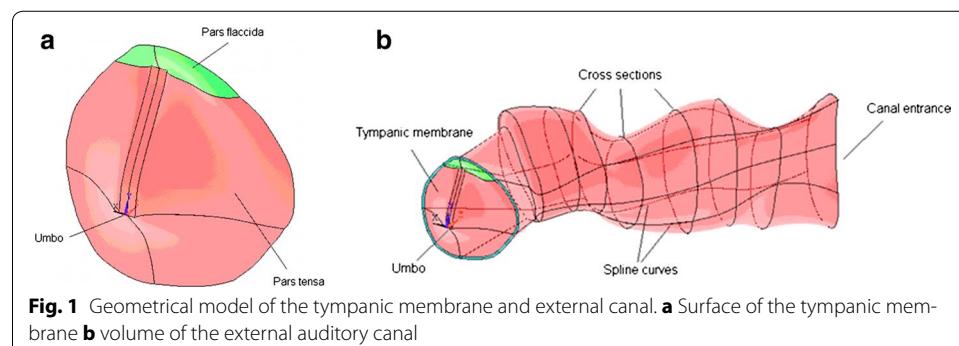 a
Pars flaccida
Umbo
Pars tensa
b
Cross sections
Tympanic membrane
Canal entrance
Umbo
Spline curves
Fig. 1 Geometrical model of the tympanic membrane and external canal. a Surface of the tympanic mem-
brane b volume of the external auditory canal